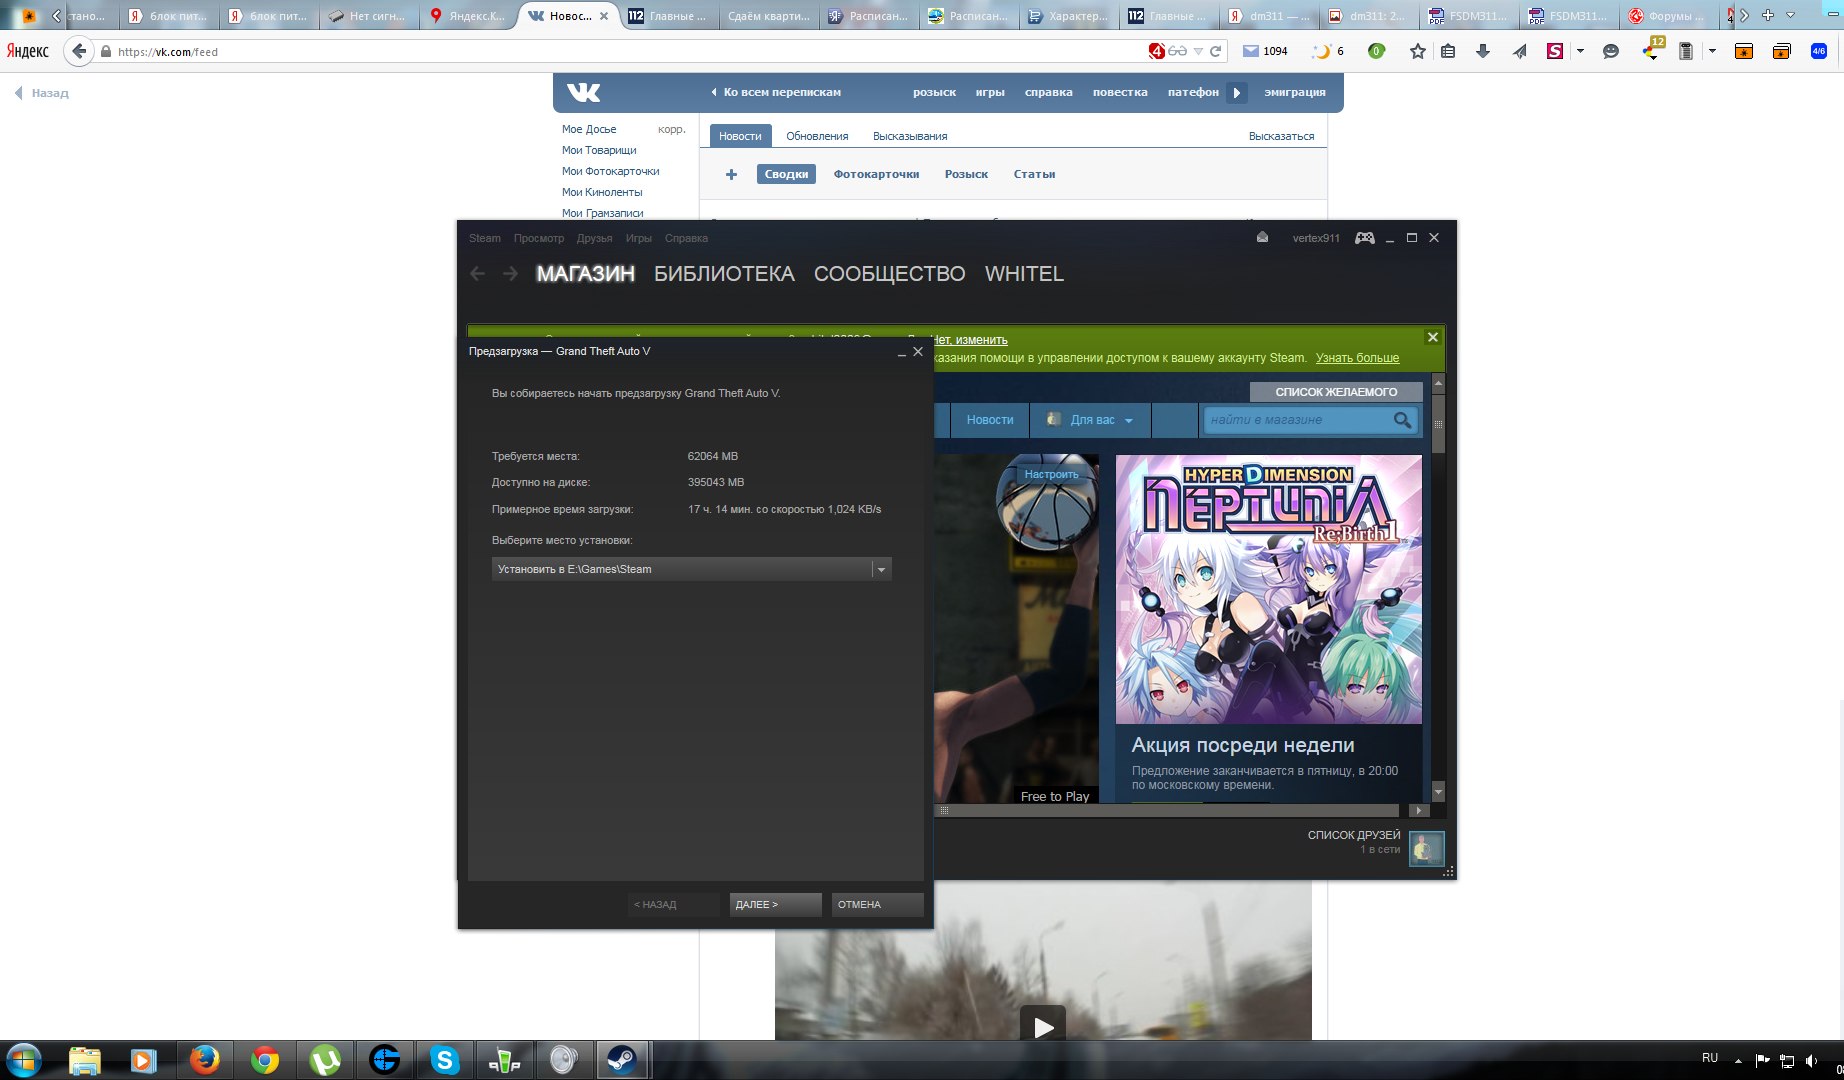 стано...
блок пит...
блок пит...
Нет сигн...
Яндекс.К...
Новос...
112 Главные ...
Сдаём кварти...
Расписан...
Расписан...
Характер...
112 Главные ...
dm311 — ...
dm311: 2...
FSDM311...
FSDM311...
Форумы ...
Яндекс
https://vk.com/feed
4
1094
6
0
S
12
4/6
Назад
Ко всем перепискам
розыск игры справка повестка патефон эмиграция
Мое Досье корр.
Мои Товарищи
Мои Фотокарточки
Мои Киноленты
Мои Грамзаписи
Новости Обновления Высказывания Высказаться
+ Сводки Фотокарточки Розыск Статьи
Steam Просмотр Друзья Игры Справка
vertex911
МАГАЗИН БИБЛИОТЕКА СООБЩЕСТВО WHITEL
Нет, изменить
казания помощи в управлении доступом к вашему аккаунту Steam. Узнать больше
СПИСОК ЖЕЛАЕМОГО
Новости Для вас найти в магазине
Настроить
HYPERDIMENSION
NEPTUNIA
Re;Birth1
Free to Play
Акция посреди недели
Предложение заканчивается в пятницу, в 20:00
по московскому времени.
СПИСОК ДРУЗЕЙ
1 в сети
Предзагрузка — Grand Theft Auto V
Вы собираетесь начать предзагрузку Grand Theft Auto V.
Требуется места: 62064 MB
Доступно на диске: 395043 MB
Примерное время загрузки: 17 ч. 14 мин. со скоростью 1,024 KB/s
Выберите место установки:
Установить в E:\Games\Steam
< НАЗАД ДАЛЕЕ > ОТМЕНА
RU